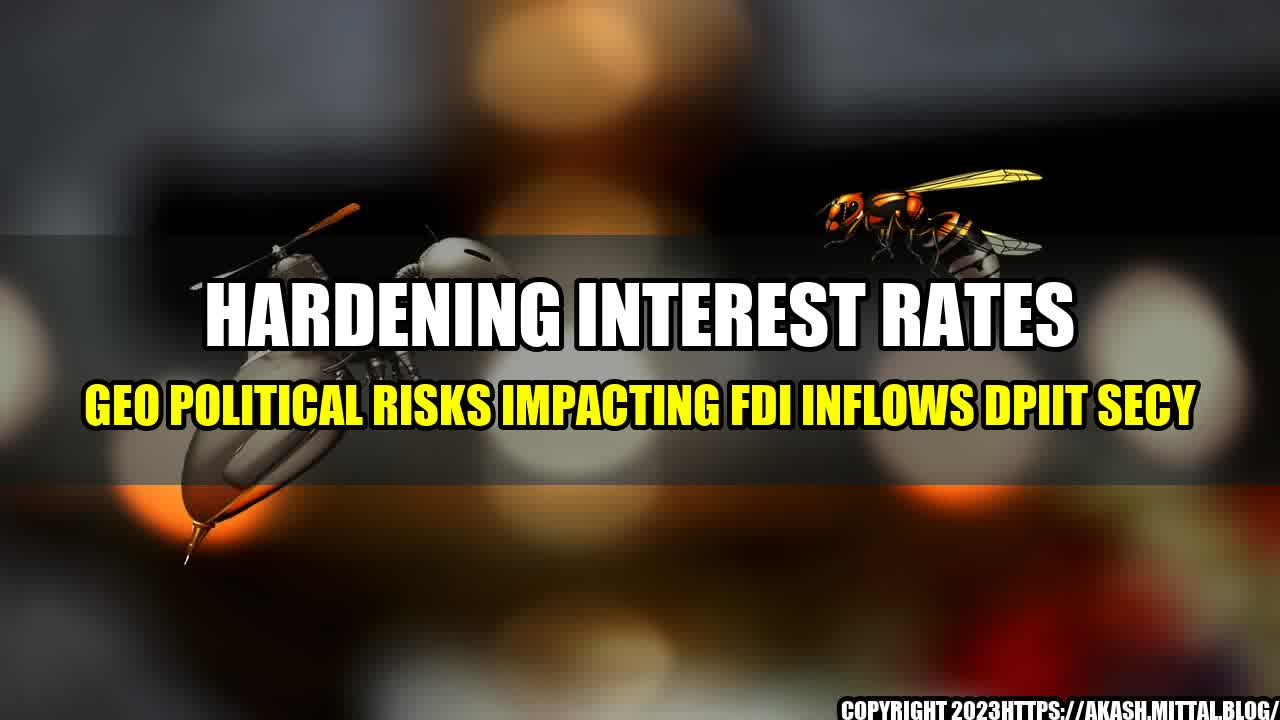 HARDENING INTEREST RATES
GEO POLITICAL RISKS IMPACTING FDI INFLOWS DPIIT SECY
COPYRIGHT 2023HTTPS://AKASH.MITTAL.BLOG/